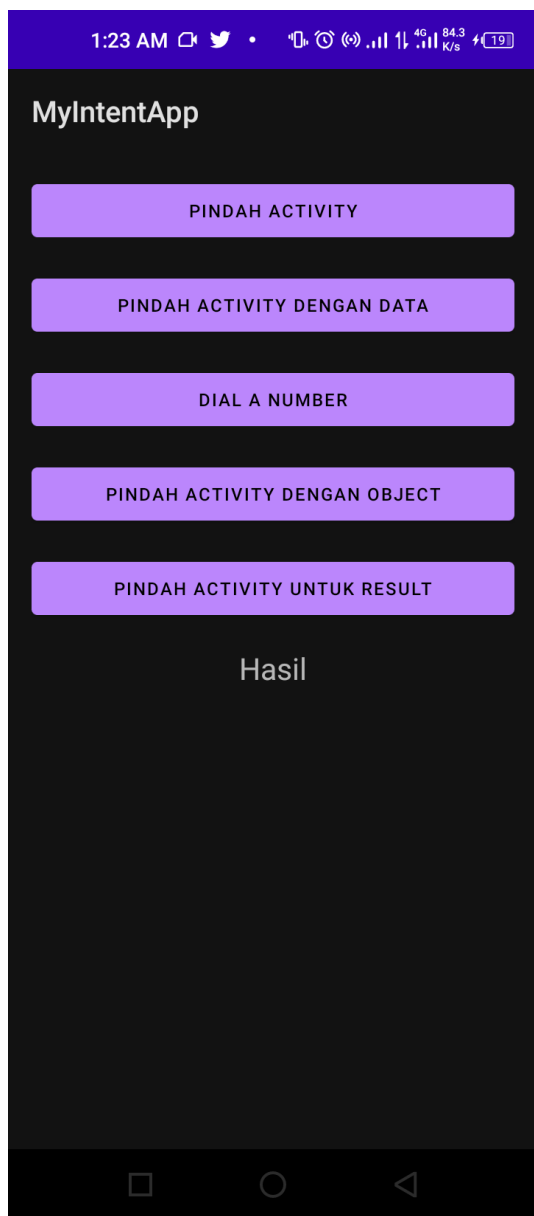 1:23 AM 4G 84.3 K/s 19
MyIntentApp
PINDAH ACTIVITY
PINDAH ACTIVITY DENGAN DATA
DIAL A NUMBER
PINDAH ACTIVITY DENGAN OBJECT
PINDAH ACTIVITY UNTUK RESULT
Hasil